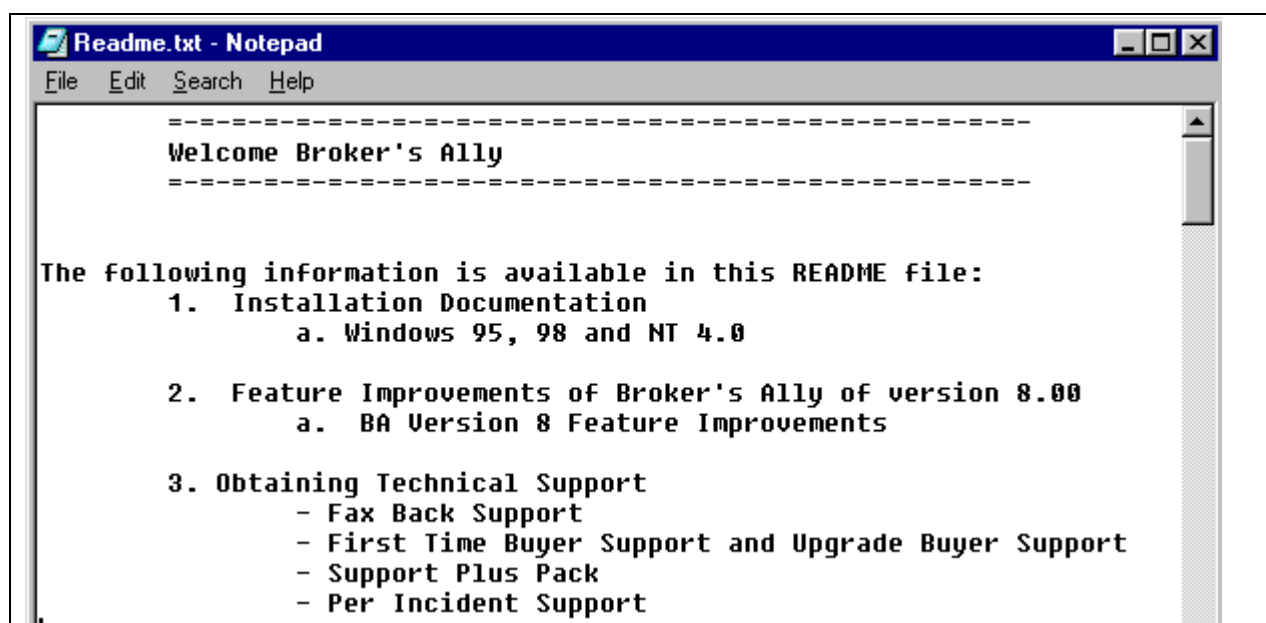 Readme.txt - Notepad
File Edit Search Help
=-=-=-=-=-=-=-=-=-=-=-=-=-=-=-=-=-=-=-=-=-=-=-=-=-=-=-
Welcome Broker's Ally
=-=-=-=-=-=-=-=-=-=-=-=-=-=-=-=-=-=-=-=-=-=-=-=-=-=-=-
The following information is available in this README file:
1. Installation Documentation
a. Windows 95, 98 and NT 4.0
2. Feature Improvements of Broker's Ally of version 8.00
a. BA Version 8 Feature Improvements
3. Obtaining Technical Support
- Fax Back Support
- First Time Buyer Support and Upgrade Buyer Support
- Support Plus Pack
- Per Incident Support